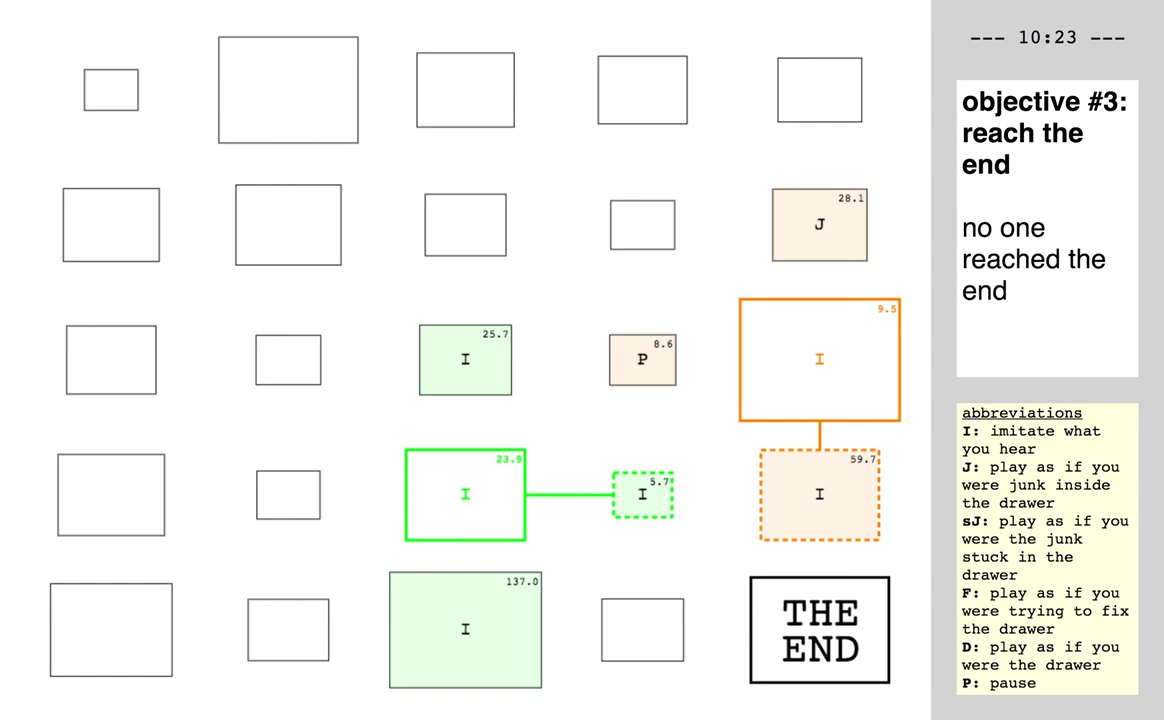 28.1
J
25.7
I
8.6
P
9.5
I
23.9
I
5.7
I
59.7
I
137.0
I
THE
END
--- 10:23 ---
objective #3:
reach the
end
no one
reached the
end
abbreviations
I: imitate what
you hear
J: play as if you
were junk inside
the drawer
sJ: play as if you
were the junk
stuck in the
drawer
F: play as if you
were trying to fix
the drawer
D: play as if you
were the drawer
P: pause